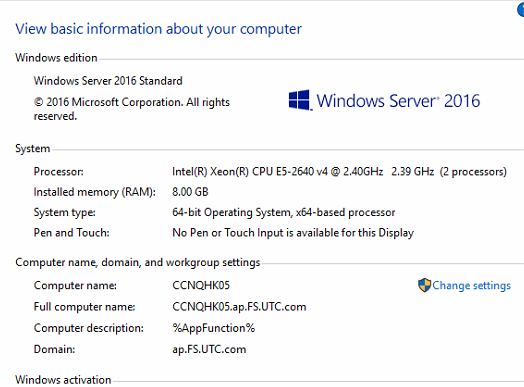 View basic information about your computer
Windows edition
Windows Server 2016 Standard
© 2016 Microsoft Corporation. All rights
reserved.
Windows Server® 2016
System
Processor: Intel(R) Xeon(R) CPU E5-2640 v4 @ 2.40GHz 2.39 GHz (2 processors)
Installed memory (RAM): 8.00 GB
System type: 64-bit Operating System, x64-based processor
Pen and Touch: No Pen or Touch Input is available for this Display
Computer name, domain, and workgroup settings
Computer name: CCNQHK05 Change settings
Full computer name: CCNQHK05.ap.FS.UTC.com
Computer description: %AppFunction%
Domain: ap.FS.UTC.com
Windows activation